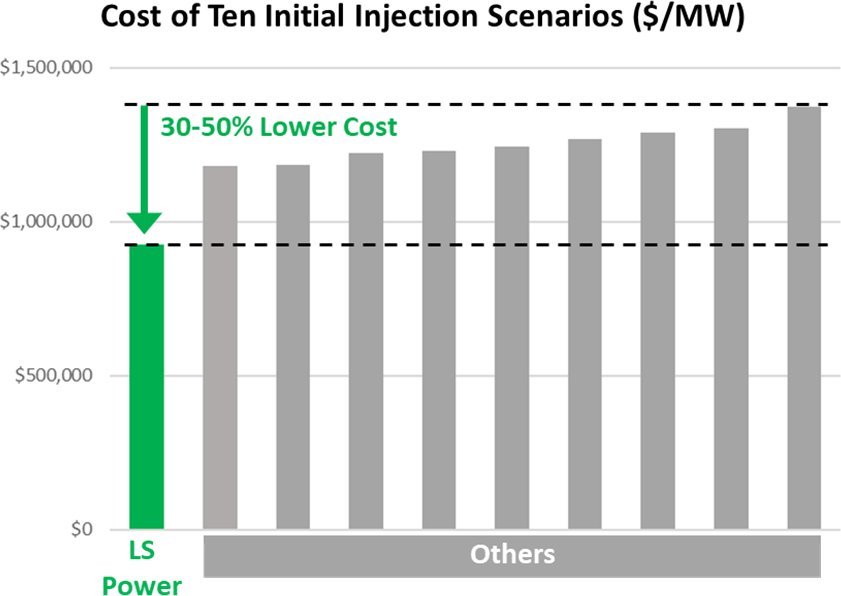 Cost of Ten Initial Injection Scenarios ($/MW)
$1,500,000
30-50% Lower Cost
$1,000,000
$500,000
$0
LS
Power
Others